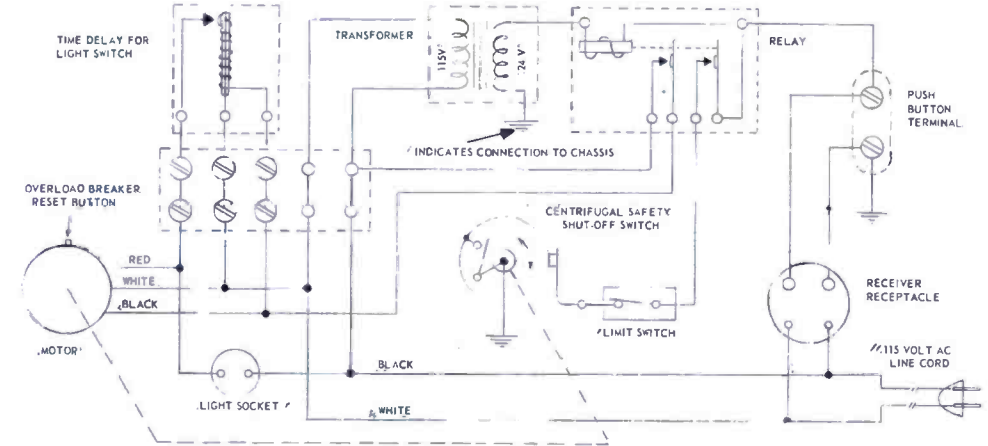 TIME DELAY FOR
LIGHT SWITCH
TRANSFORMER
115V
24 V
RELAY
PUSH
BUTTON
TERMINAL
INDICATES CONNECTION TO CHASSIS
OVERLOAD BREAKER
RESET BUTTON
CENTRIFUGAL SAFETY
SHUT-OFF SWITCH
RED
WHITE
BLACK
MOTOR
RECEIVER
RECEPTACLE
LIMIT SWITCH
115 VOLT AC
LINE CORD
BLACK
LIGHT SOCKET
WHITE